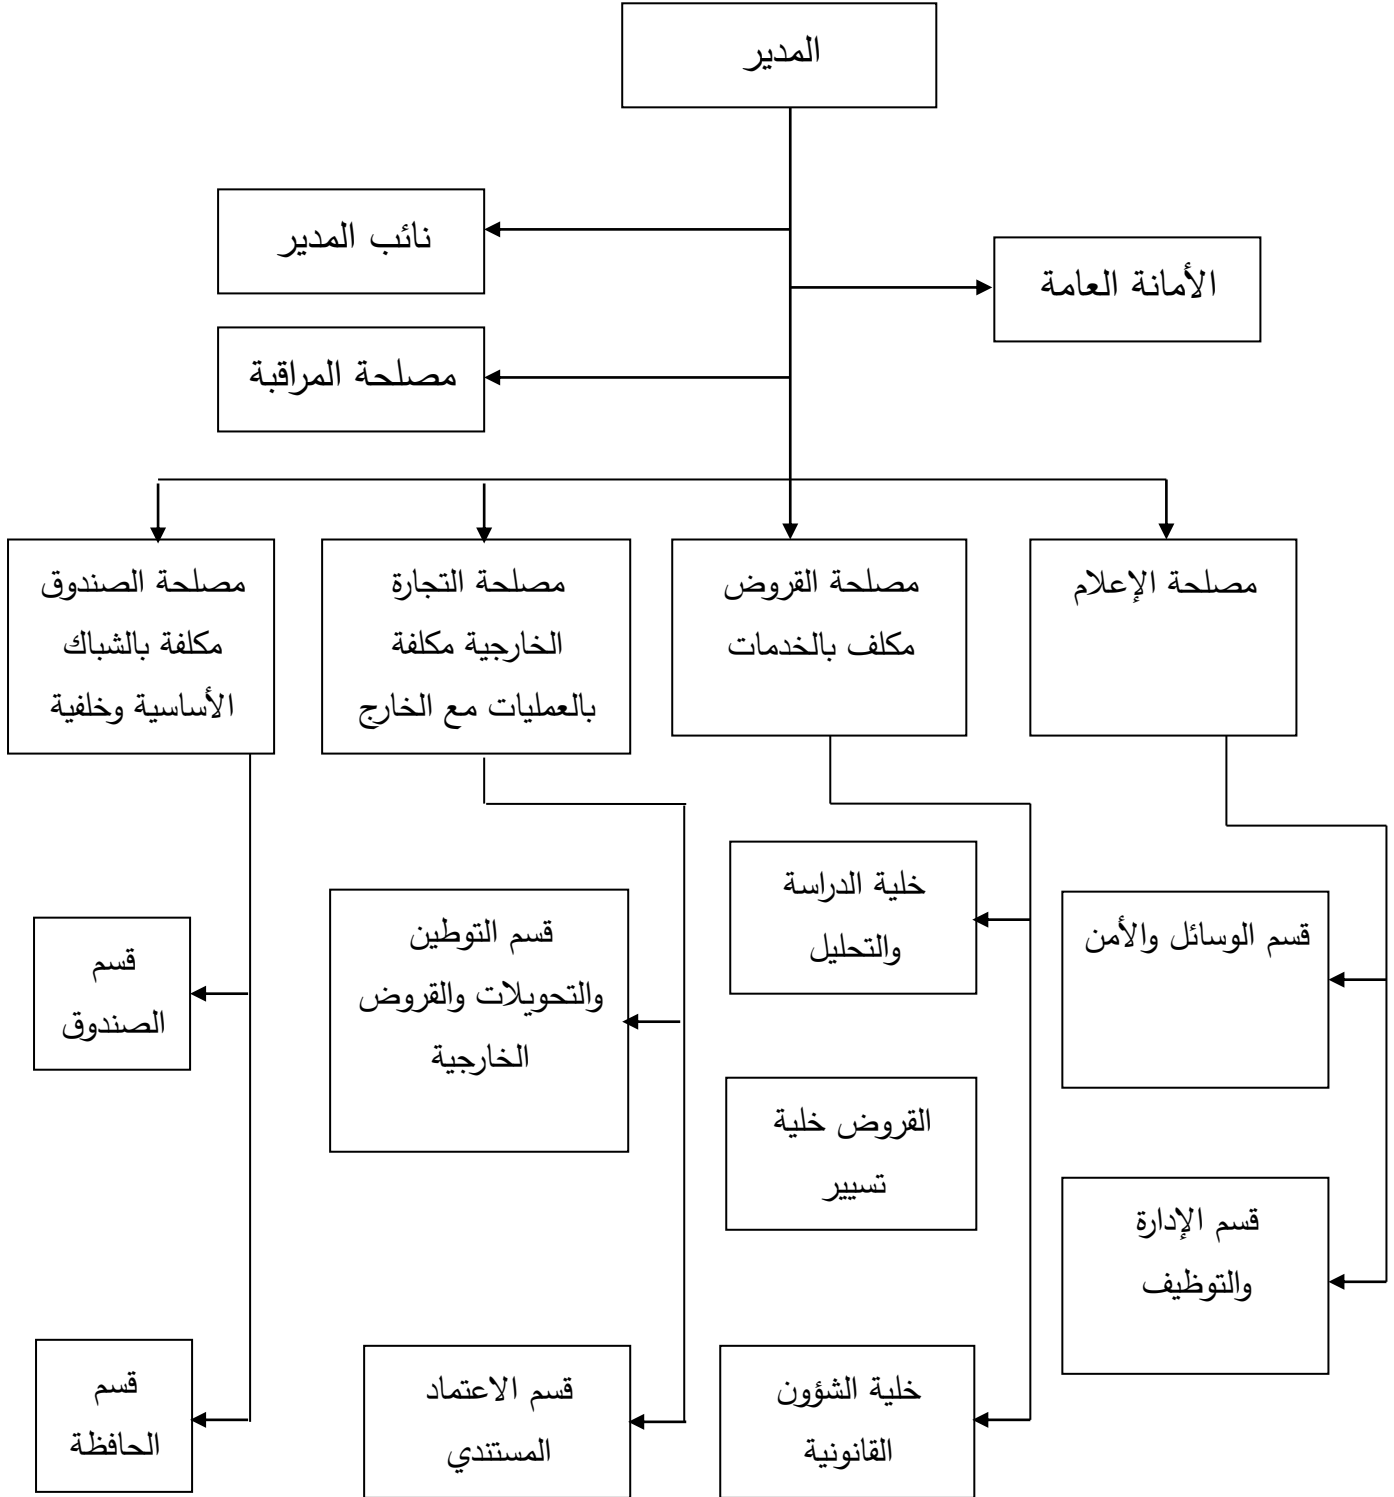 المدير
نائب المدير
الأمانة العامة
مصلحة المراقبة
مصلحة الإعلام
مصلحة القروض
مكلف بالخدمات
مصلحة التجارة
الخارجية مكلفة
بالعمليات مع الخارج
مصلحة الصندوق
مكلفة بالشباك
الأساسية وخلفية
قسم الوسائل والأمن
خلية الدراسة
والتحليل
قسم التوطين
والتحويلات والقروض
الخارجية
قسم
الصندوق
القروض خلية
تسيير
قسم الإدارة
والتوظيف
خلية الشؤون
القانونية
قسم الاعتماد
المستندي
قسم
الحافظة